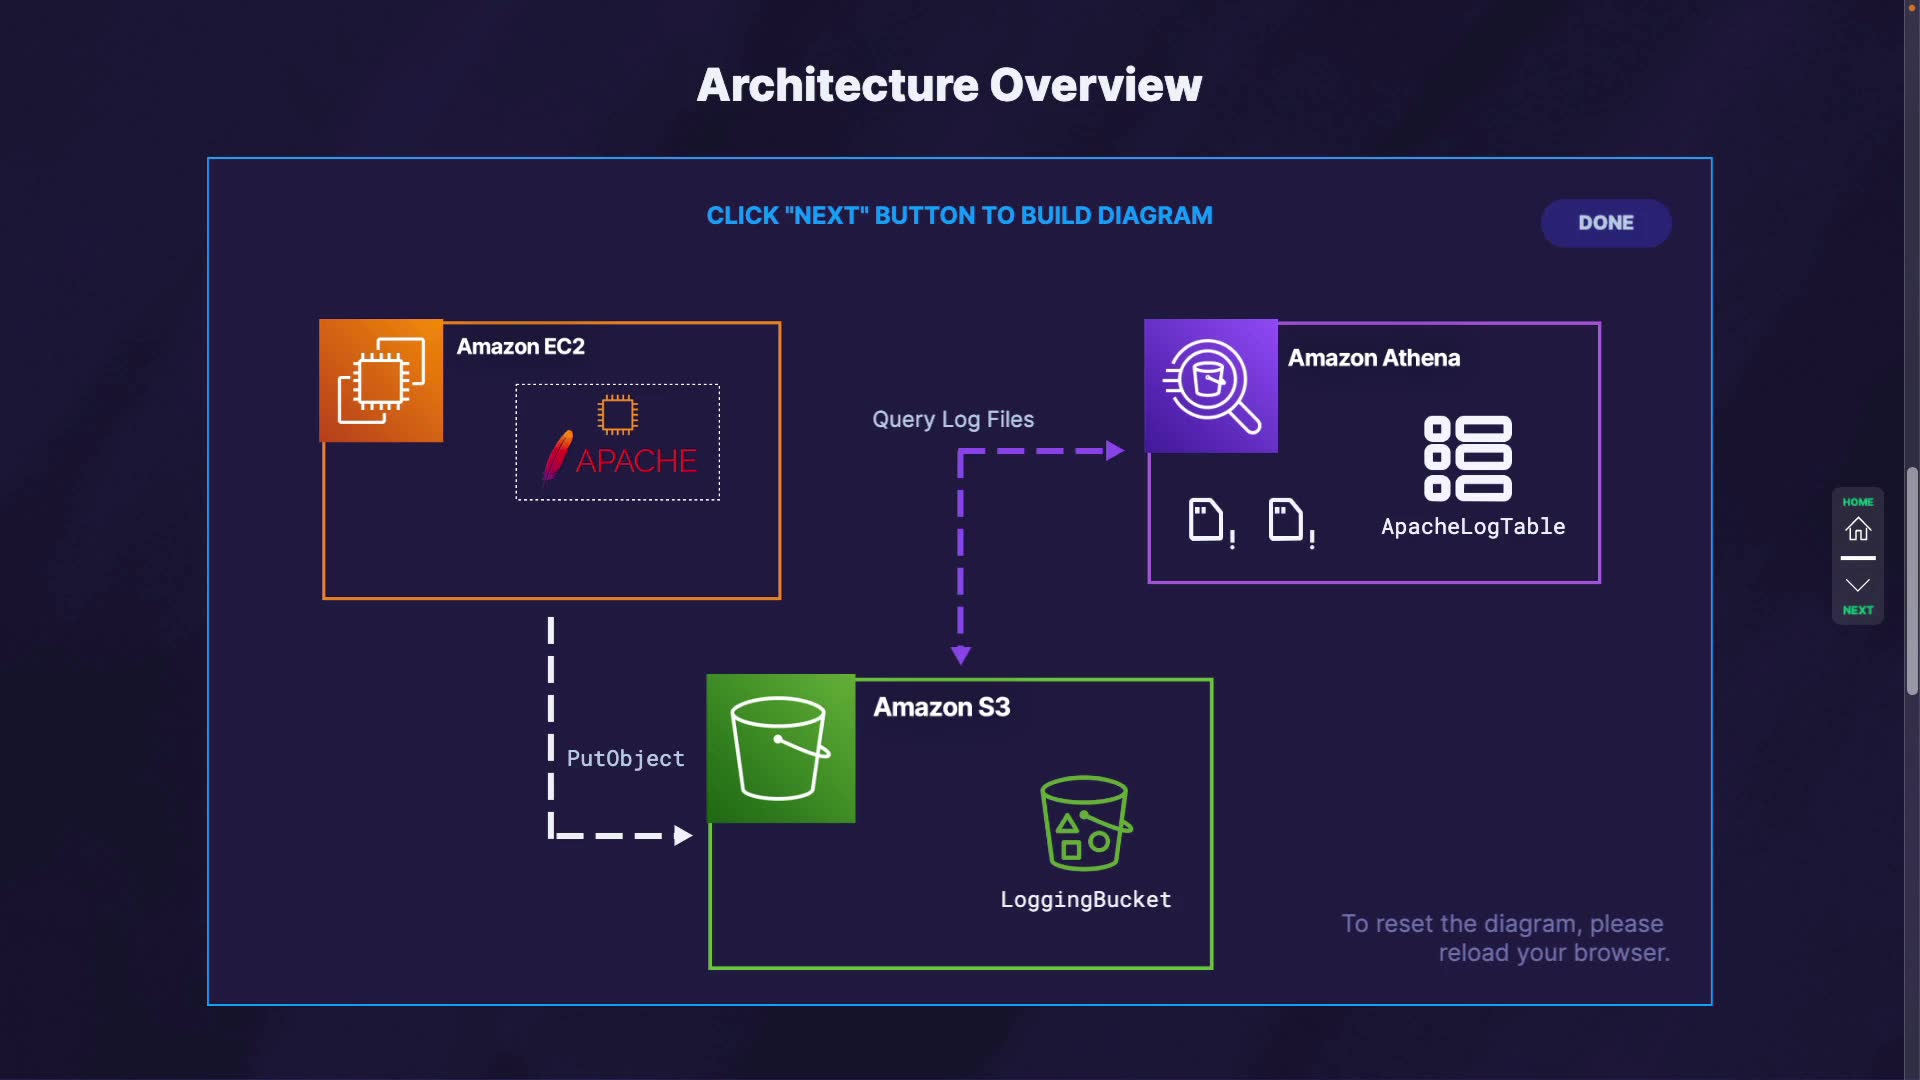 Architecture Overview
CLICK "NEXT" BUTTON TO BUILD DIAGRAM
DONE
Amazon EC2
APACHE
Query Log Files
Amazon Athena
ApacheLogTable
HOME
NEXT
PutObject
Amazon S3
LoggingBucket
To reset the diagram, please
reload your browser.